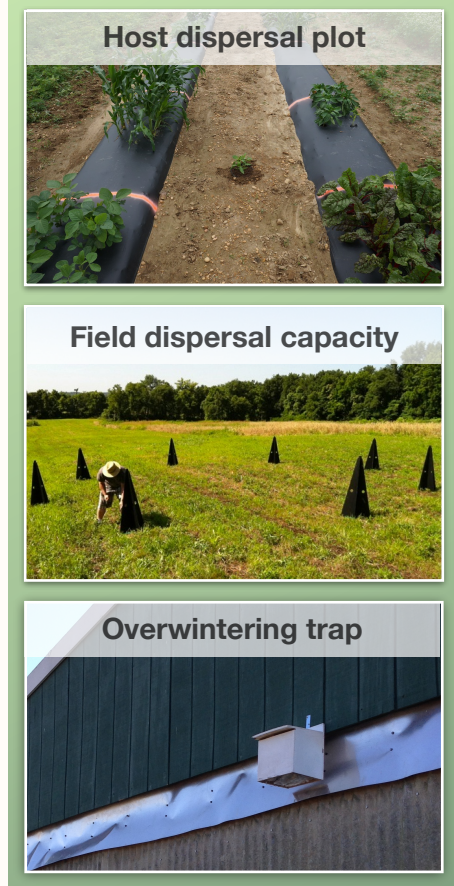 Host dispersal plot
Field dispersal capacity
Overwintering trap